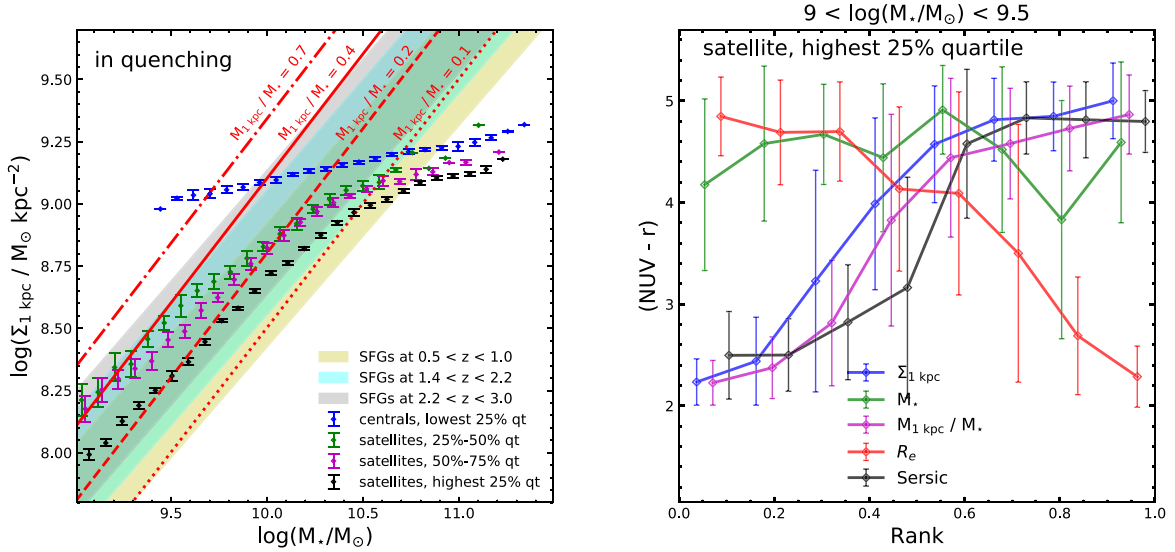 in quenching
M₁ kpc / M⋆ = 0.7
M₁ kpc / M⋆ = 0.4
M₁ kpc / M⋆ = 0.2
M₁ kpc / M⋆ = 0.1
log(Σ₁ kpc / M⊙ kpc⁻²)
9.50
9.25
9.00
8.75
8.50
8.25
8.00
SFGs at 0.5 < z < 1.0
SFGs at 1.4 < z < 2.2
SFGs at 2.2 < z < 3.0
centrals, lowest 25% qt
satellites, 25%-50% qt
satellites, 50%-75% qt
satellites, highest 25% qt
9.5 10.0 10.5 11.0
log(M⋆/M⊙)
9 < log(M⋆/M⊙) < 9.5
satellite, highest 25% quartile
(NUV - r)
5
4
3
2
Σ₁ kpc
M⋆
M₁ kpc / M⋆
Rₑ
Sersic
0.0 0.2 0.4 0.6 0.8 1.0
Rank